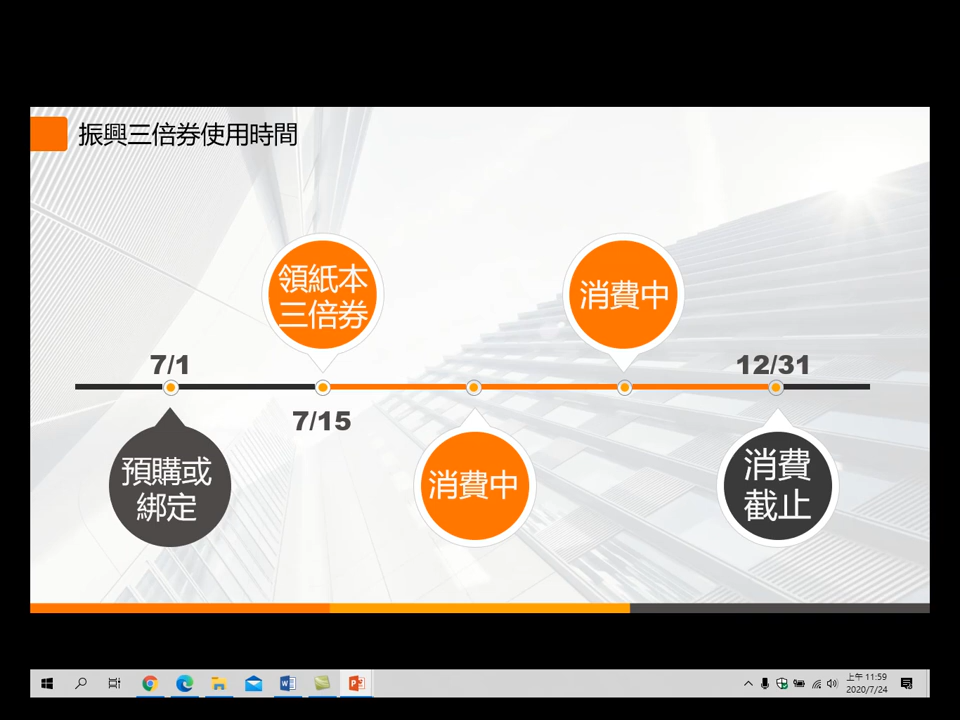 振興三倍券使用時間
領紙本
三倍券
消費中
7/1
12/31
7/15
預購或
綁定
消費中
消費
截止
上午 11:59
2020/7/24